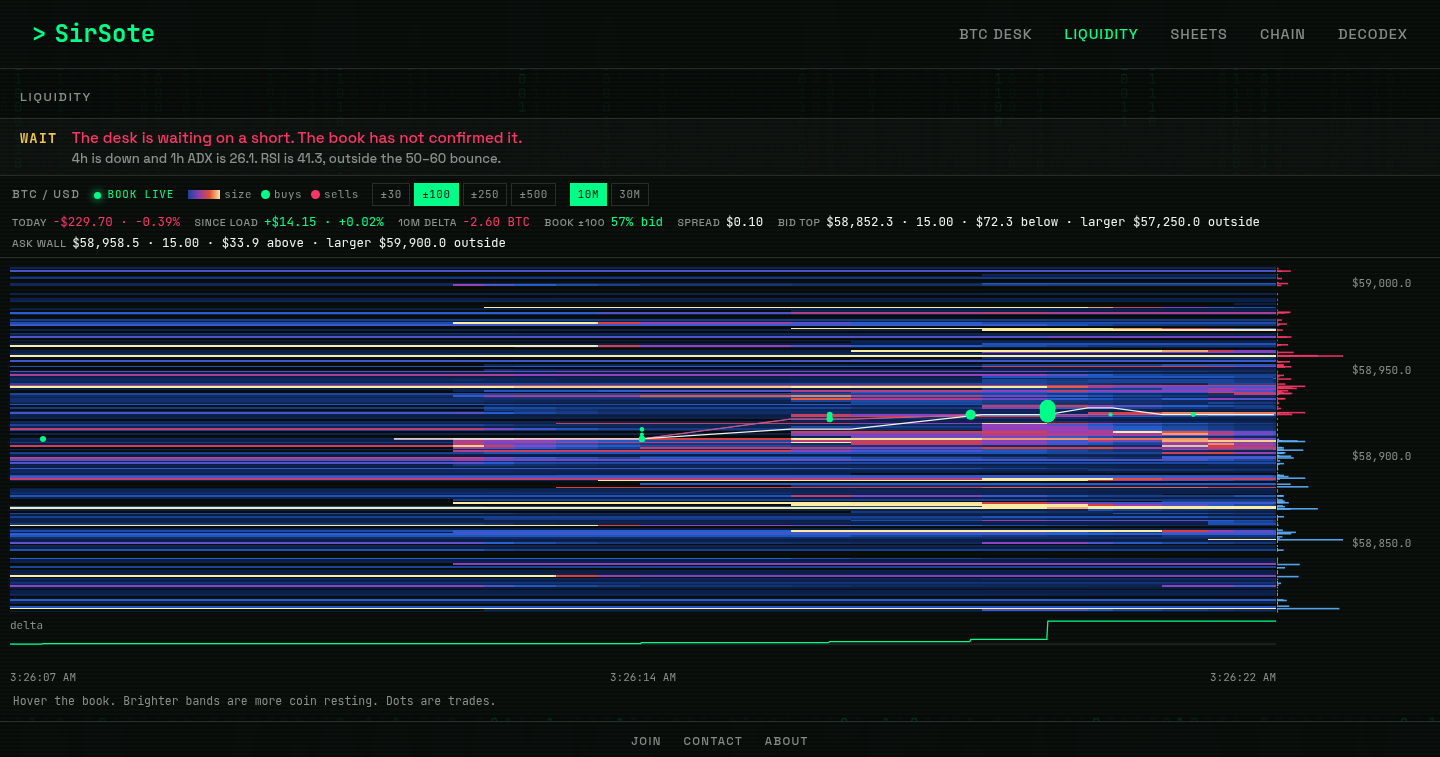 > SirSote
BTC DESK LIQUIDITY SHEETS CHAIN DECODEX
LIQUIDITY
WAIT The desk is waiting on a short. The book has not confirmed it.
4h is down and 1h ADX is 26.1. RSI is 41.3, outside the 50–60 bounce.
BTC / USD BOOK LIVE size buys sells ±30 ±100 ±250 ±500 10M 30M
TODAY -$229.70 · -0.39% SINCE LOAD +$14.15 · +0.02% 10M DELTA -2.60 BTC BOOK ±100 57% bid SPREAD $0.10 BID TOP $58,852.3 · 15.00 · $72.3 below · larger $57,250.0 outside
ASK WALL $58,958.5 · 15.00 · $33.9 above · larger $59,900.0 outside
$59,000.0
$58,950.0
$58,900.0
$58,850.0
delta
3:26:07 AM 3:26:14 AM 3:26:22 AM
Hover the book. Brighter bands are more coin resting. Dots are trades.
JOIN CONTACT ABOUT